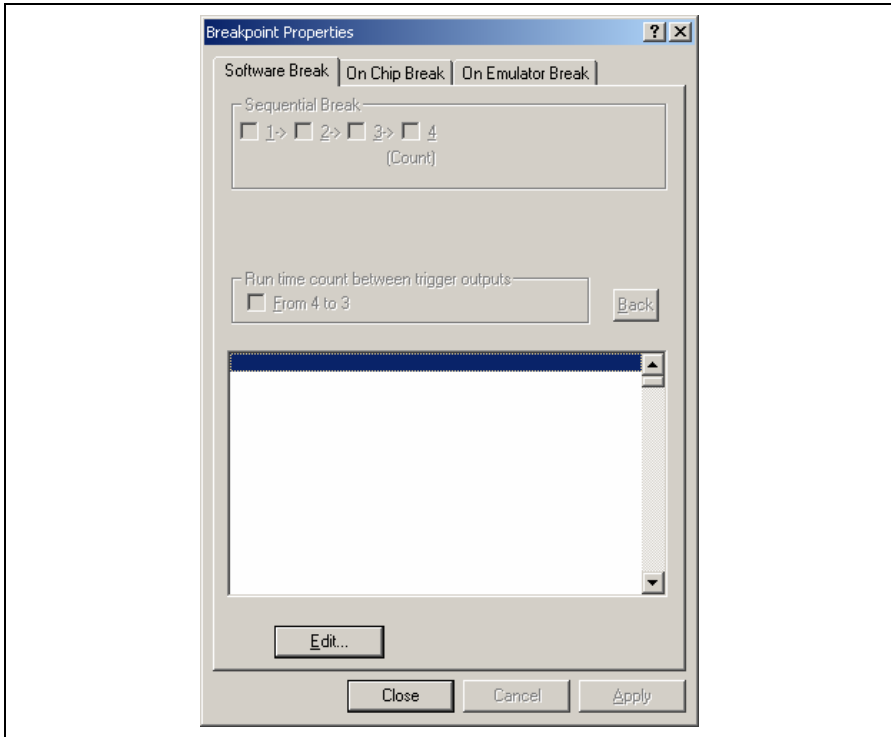 Breakpoint Properties
Software Break On Chip Break On Emulator Break
Sequential Break
1-> 2-> 3-> 4
(Count)
Run time count between trigger outputs
From 4 to 3
Back
Edit...
Close Cancel Apply